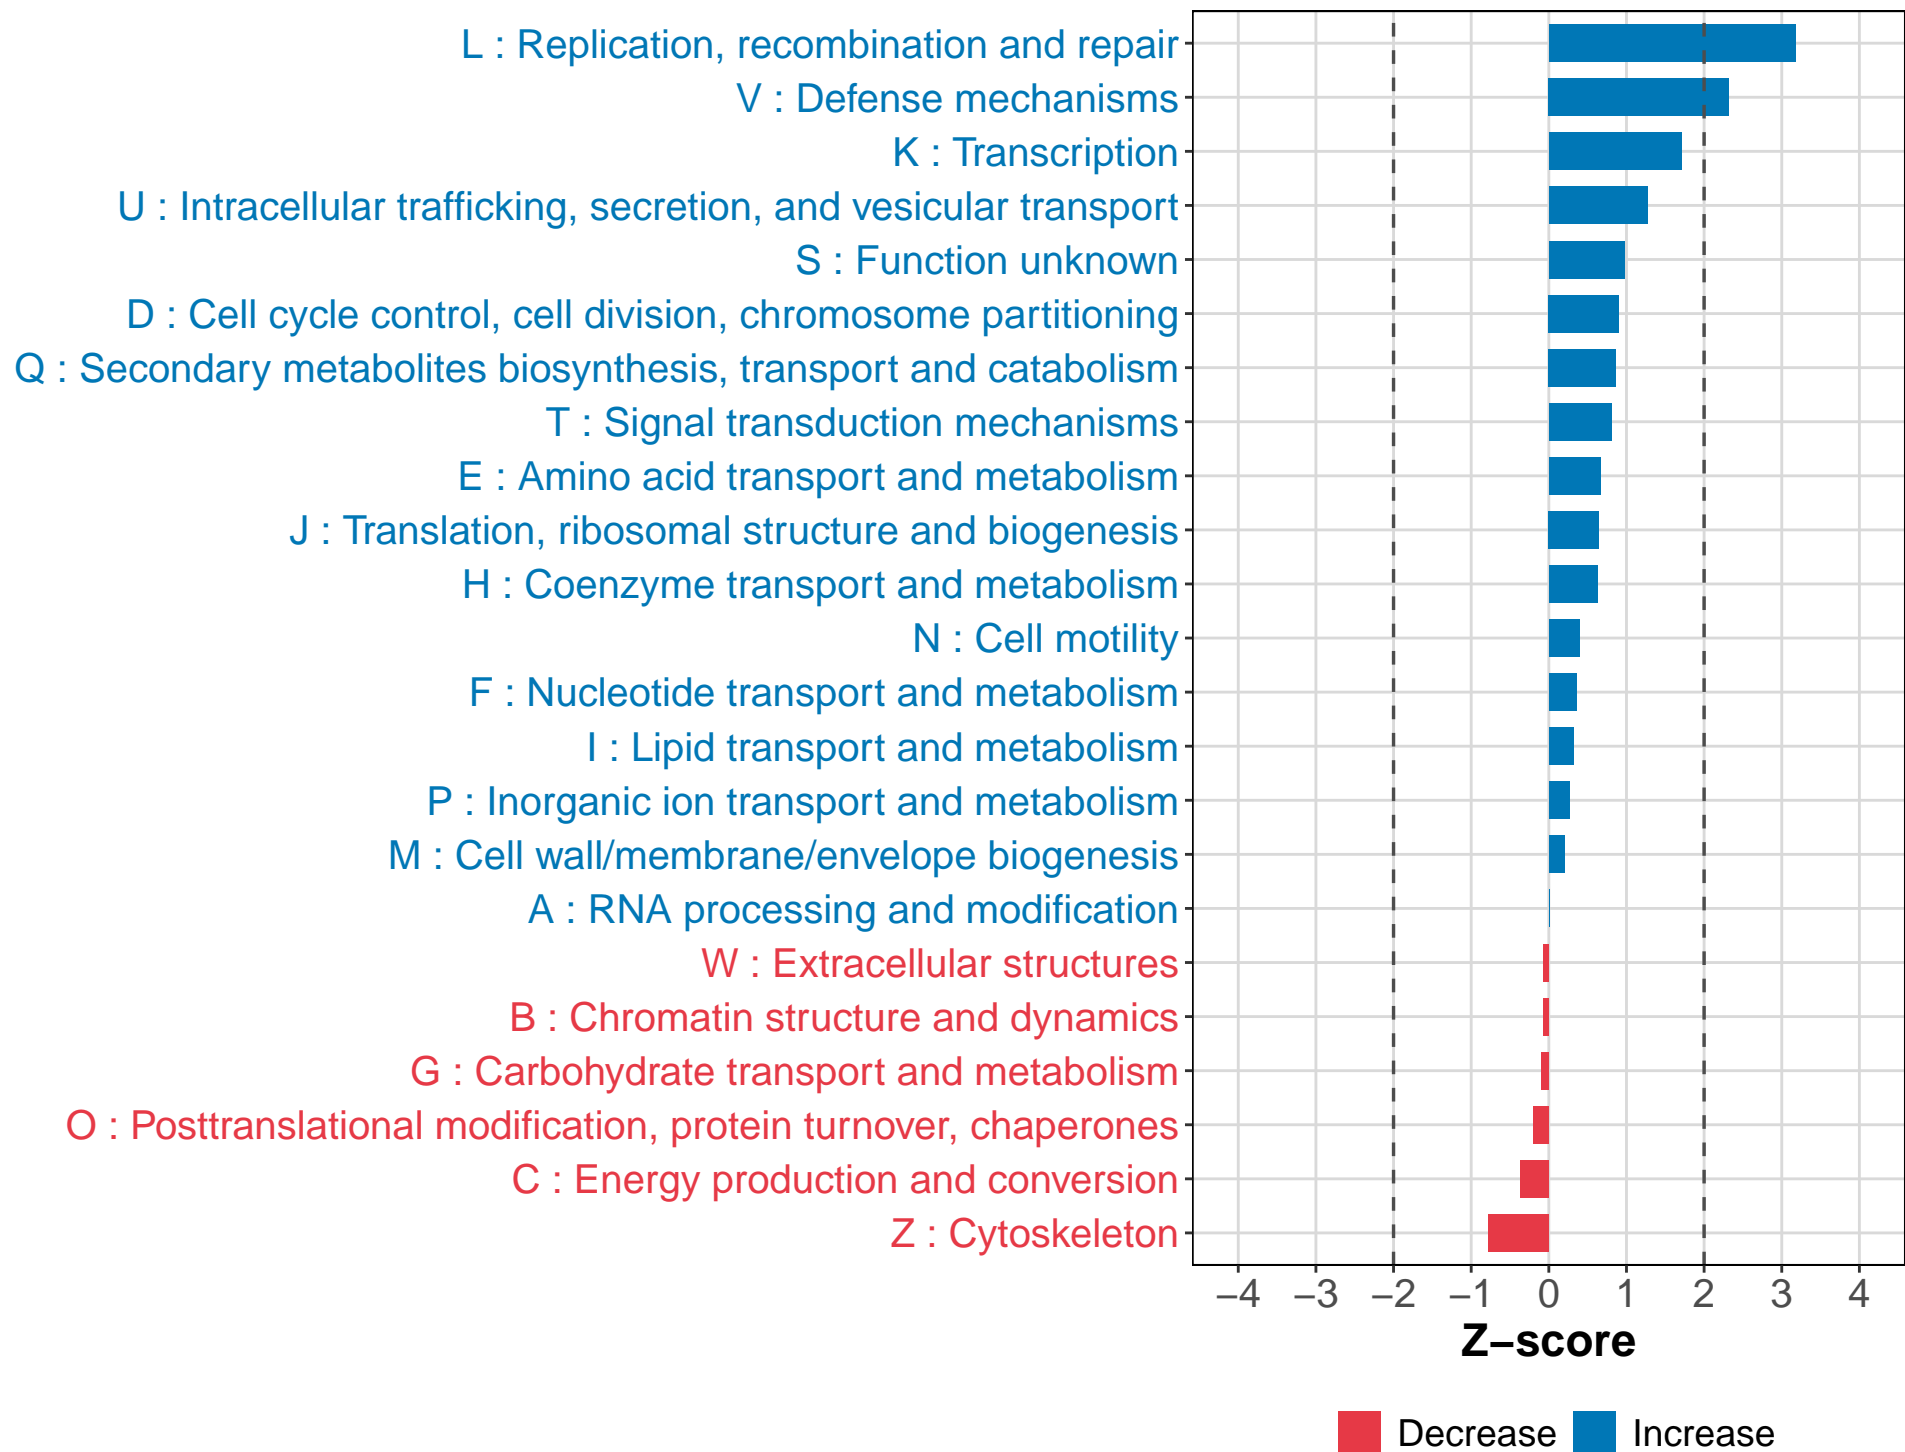 L : Replication, recombination and repair
V : Defense mechanisms
K : Transcription
U : Intracellular trafficking, secretion, and vesicular transport
S : Function unknown
D : Cell cycle control, cell division, chromosome partitioning
Q : Secondary metabolites biosynthesis, transport and catabolism
T : Signal transduction mechanisms
E : Amino acid transport and metabolism
J : Translation, ribosomal structure and biogenesis
H : Coenzyme transport and metabolism
N : Cell motility
F : Nucleotide transport and metabolism
I : Lipid transport and metabolism
P : Inorganic ion transport and metabolism
M : Cell wall/membrane/envelope biogenesis
A : RNA processing and modification
W : Extracellular structures
B : Chromatin structure and dynamics
G : Carbohydrate transport and metabolism
O : Posttranslational modification, protein turnover, chaperones
C : Energy production and conversion
Z : Cytoskeleton
−4 −3 −2 −1 0 1 2 3 4
Z−score
Decrease Increase